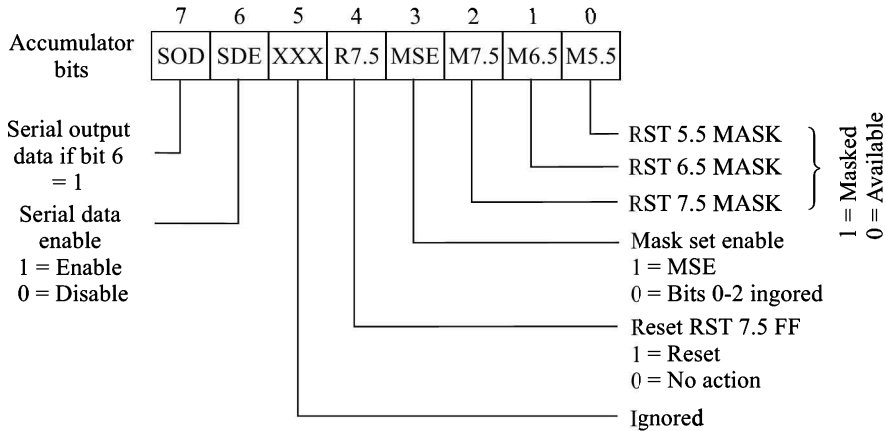 7 6 5 4 3 2 1 0
Accumulator
bits
SOD SDE XXX R7.5 MSE M7.5 M6.5 M5.5
Serial output
data if bit 6
= 1
Serial data
enable
1 = Enable
0 = Disable
RST 5.5 MASK
RST 6.5 MASK
RST 7.5 MASK
1 = Masked
0 = Available
Mask set enable
1 = MSE
0 = Bits 0-2 ingored
Reset RST 7.5 FF
1 = Reset
0 = No action
Ignored